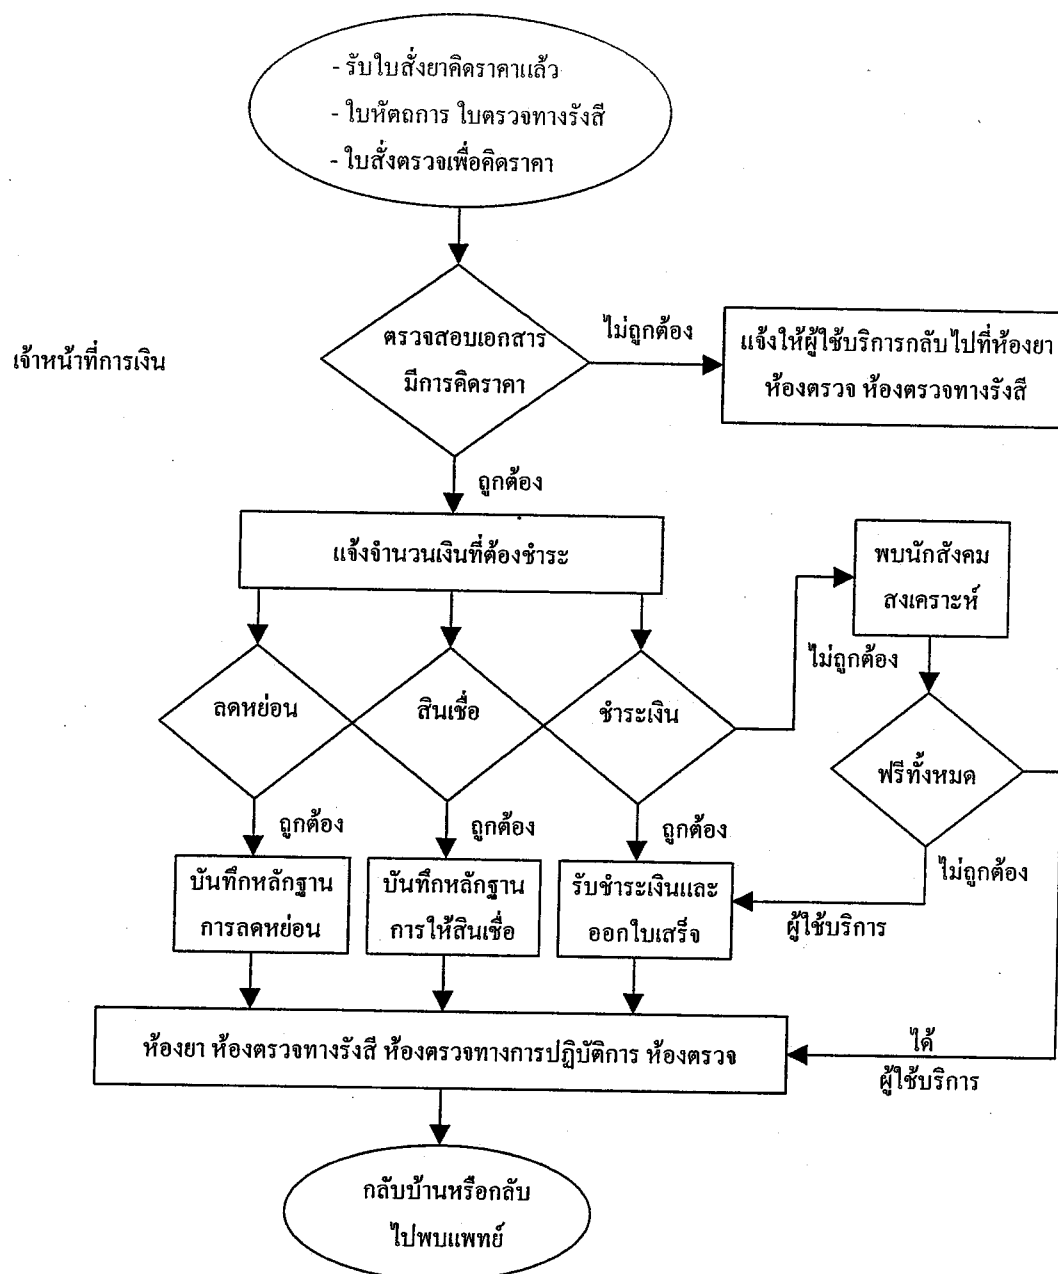 - รับใบสั่งยาคิดราคาแล้ว
- ใบหัตถการ ใบตรวจทางรังสี
- ใบสั่งตรวจเพื่อคิดราคา
เจ้าหน้าที่การเงิน
ตรวจสอบเอกสาร
มีการคิดราคา
ไม่ถูกต้อง
แจ้งให้ผู้ใช้บริการกลับไปที่ห้องยา
ห้องตรวจ ห้องตรวจทางรังสี
ถูกต้อง
แจ้งจำนวนเงินที่ต้องชำระ
พบนักสังคม
สงเคราะห์
ลดหย่อน
สินเชื่อ
ชำระเงิน
ไม่ถูกต้อง
ฟรีทั้งหมด
ถูกต้อง
ถูกต้อง
ถูกต้อง
ไม่ถูกต้อง
บันทึกหลักฐาน
การลดหย่อน
บันทึกหลักฐาน
การให้สินเชื่อ
รับชำระเงินและ
ออกใบเสร็จ
ผู้ใช้บริการ
ห้องยา ห้องตรวจทางรังสี ห้องตรวจทางการปฏิบัติการ ห้องตรวจ
ได้
ผู้ใช้บริการ
กลับบ้านหรือกลับ
ไปพบแพทย์